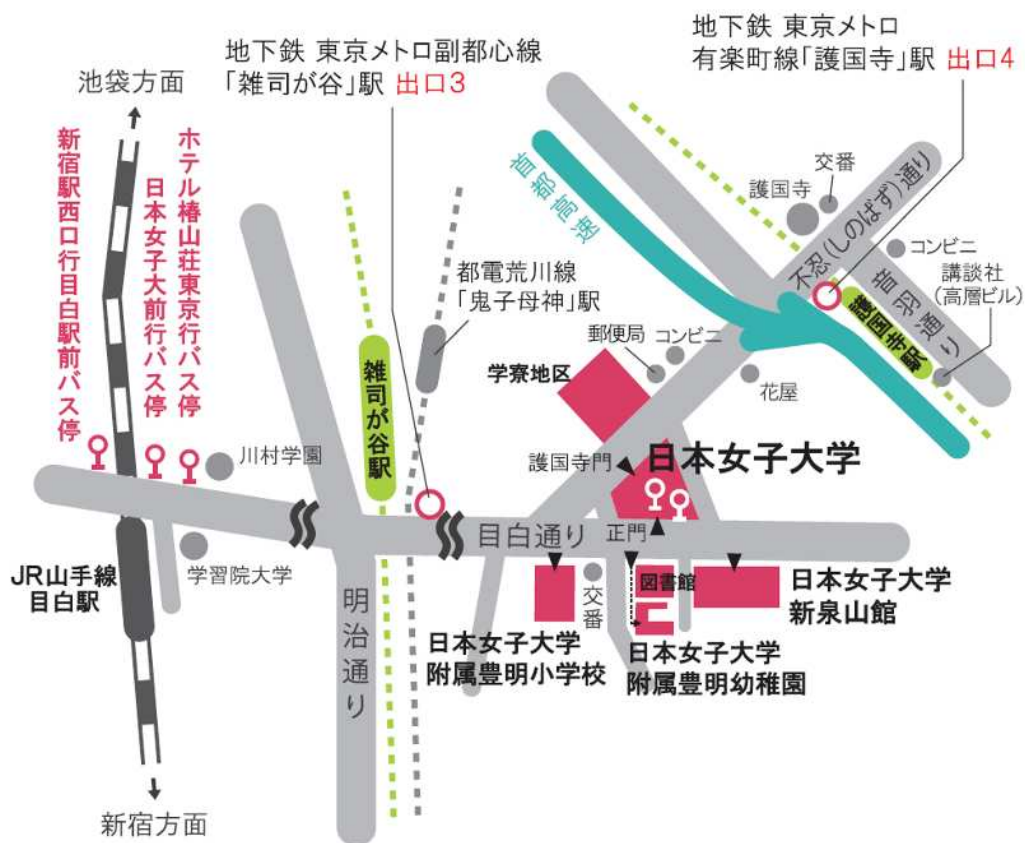 地下鉄 東京メトロ
有楽町線「護国寺」駅 出口4
地下鉄 東京メトロ副都心線
「雑司が谷」駅 出口3
池袋方面
新宿駅西口行目白駅前バス停
日本女子大前行バス停
ホテル椿山荘東京行バス停
首都高速
交番
護国寺
不忍(しのばず)通り
コンビニ
講談社
(高層ビル)
音羽通り
護国寺駅
都電荒川線
「鬼子母神」駅
郵便局
コンビニ
花屋
学寮地区
雑司が谷駅
川村学園
護国寺門
日本女子大学
目白通り
正門
学習院大学
JR山手線
目白駅
明治通り
交番
図書館
日本女子大学
新泉山館
日本女子大学
附属豊明小学校
日本女子大学
附属豊明幼稚園
新宿方面